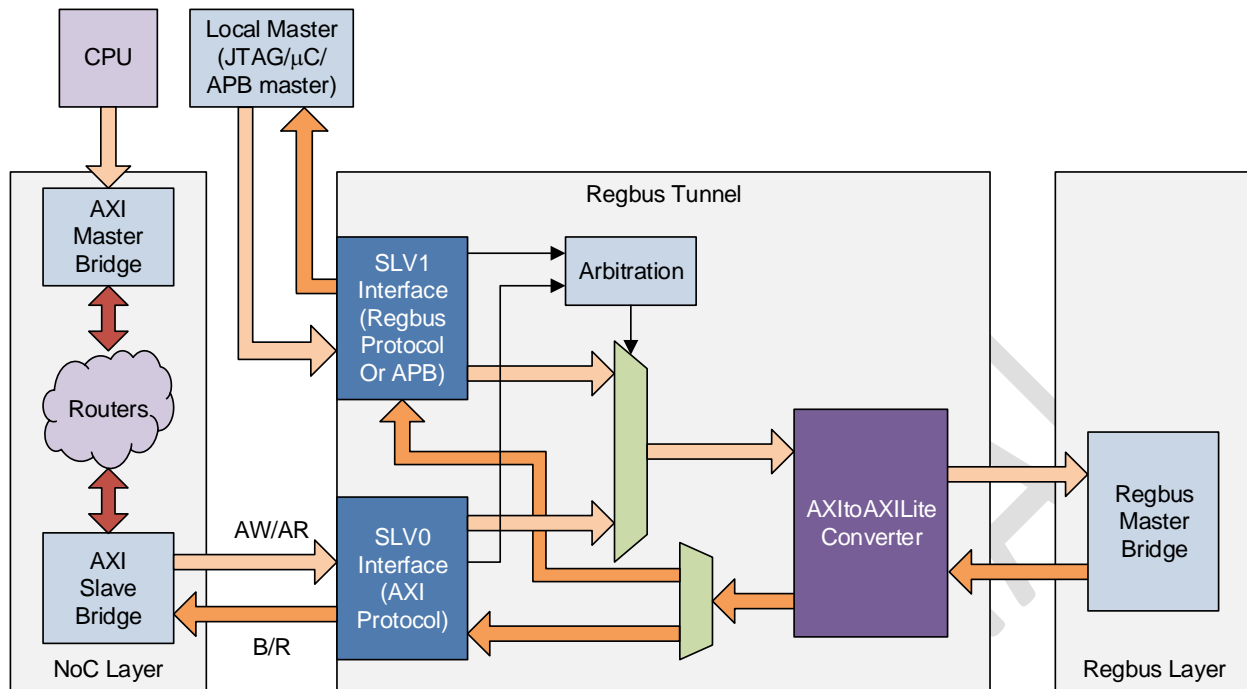 CPU
Local Master
(JTAG/μC/
APB master)
Regbus Tunnel
AXI
Master
Bridge
SLV1
Interface
(Regbus
Protocol
Or APB)
Arbitration
Routers
AW/AR
SLV0
Interface
(AXI
Protocol)
AXItoAXILite
Converter
Regbus
Master
Bridge
AXI
Slave
Bridge
B/R
NoC Layer
Regbus Layer